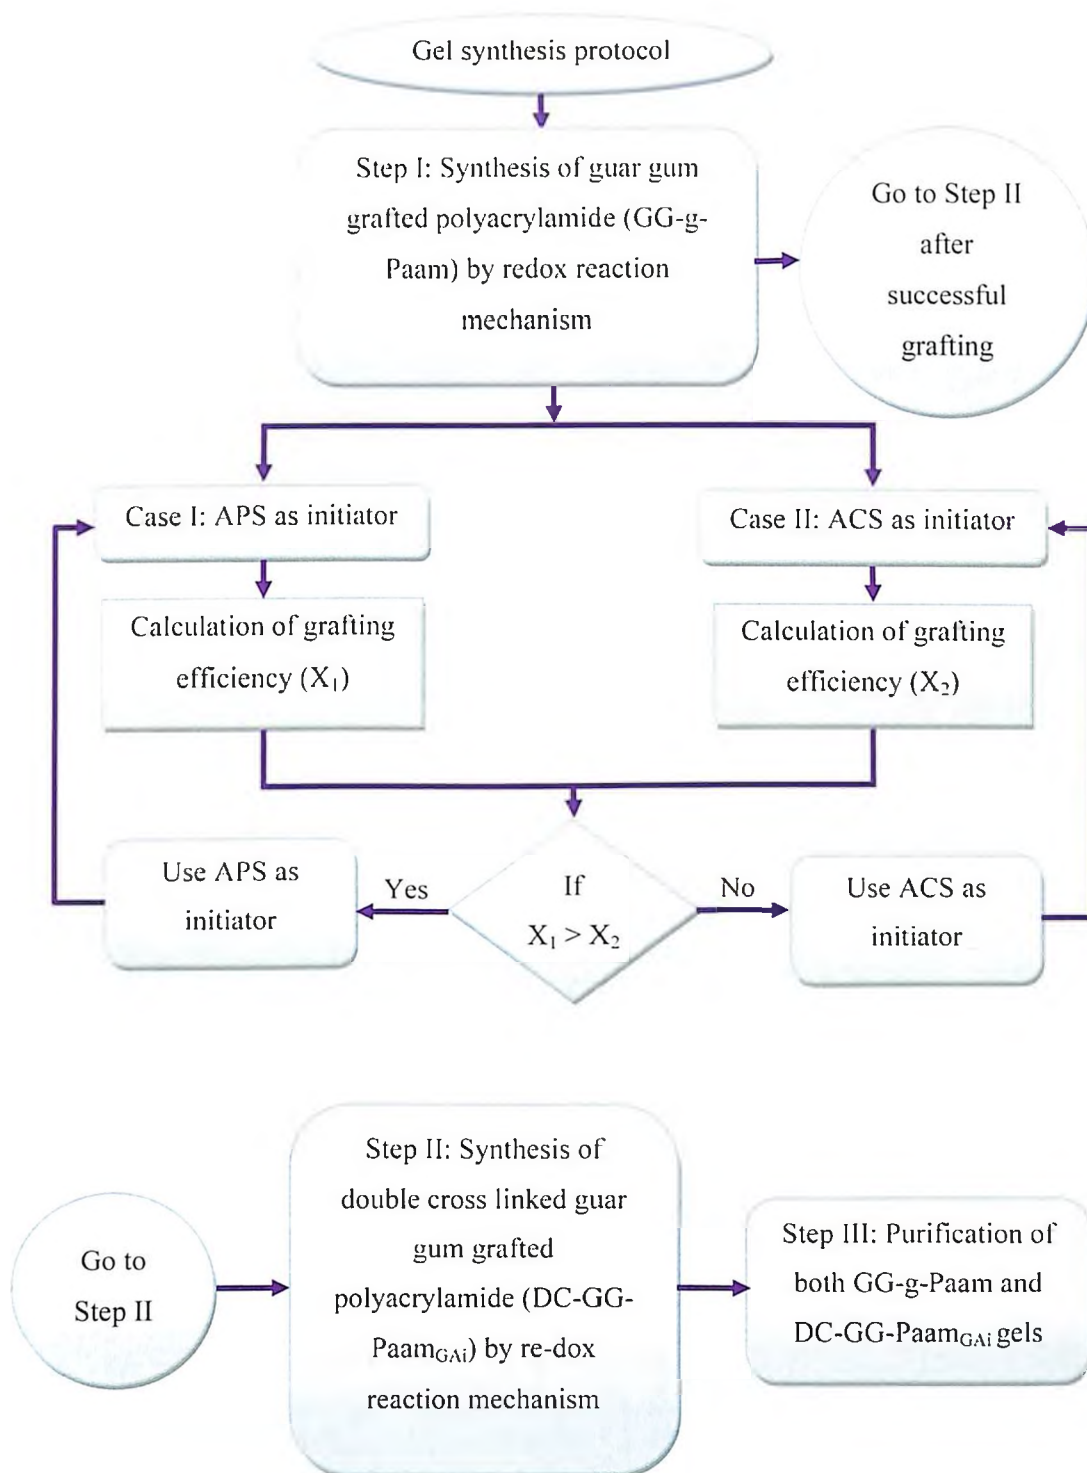 Gel synthesis protocol
Step I: Synthesis of guar gum
grafted polyacrylamide (GG-g-
Paam) by redox reaction
mechanism
Go to Step II
after
successful
grafting
Case I: APS as initiator
Case II: ACS as initiator
Calculation of grafting
efficiency (X₁)
Calculation of grafting
efficiency (X₂)
Use APS as
initiator
Yes
If
X₁ > X₂
No
Use ACS as
initiator
Go to
Step II
Step II: Synthesis of
double cross linked guar
gum grafted
polyacrylamide (DC-GG-
Paam_GAi) by re-dox
reaction mechanism
Step III: Purification of
both GG-g-Paam and
DC-GG-Paam_GAi gels